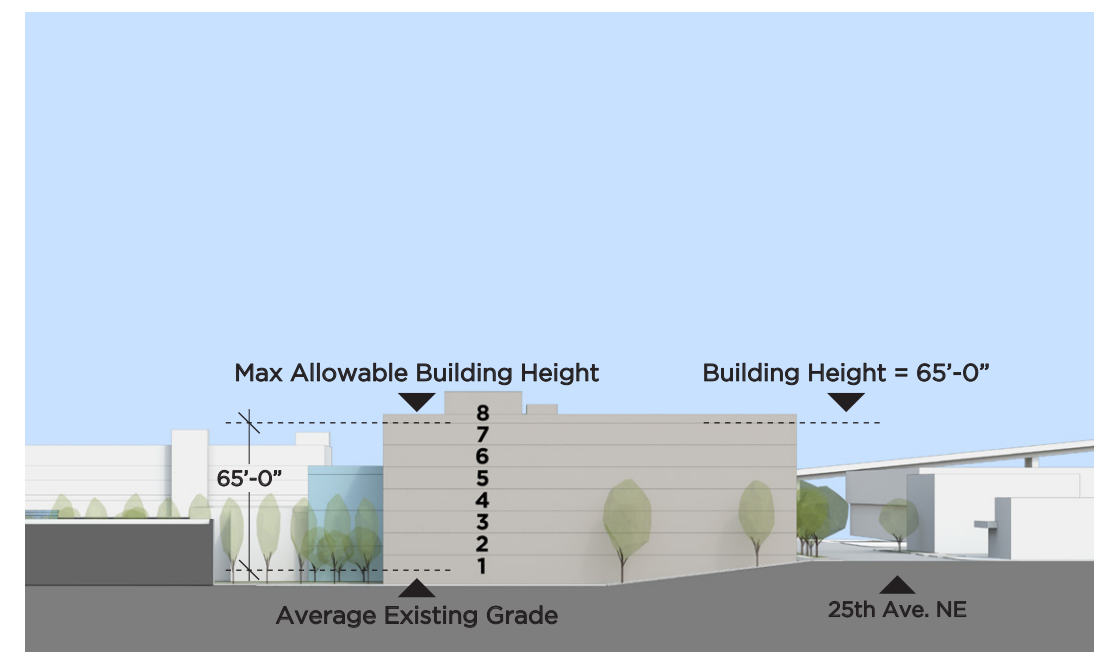 Max Allowable Building Height
Building Height = 65’-0”
8
7
6
65’-0”
5
4
3
2
1
Average Existing Grade
25th Ave. NE